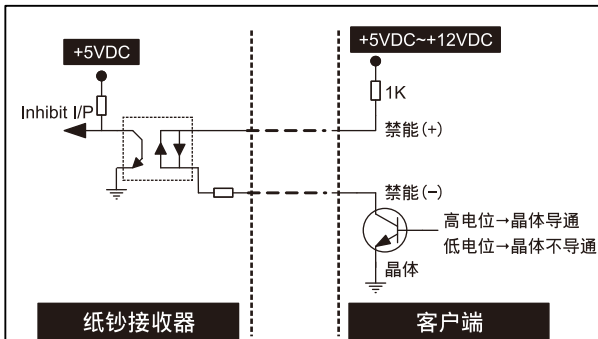 +5VDC
+5VDC~+12VDC
1K
Inhibit I/P
禁能(+)
禁能(−)
高电位→晶体导通
低电位→晶体不导通
晶体
纸钞接收器
客户端